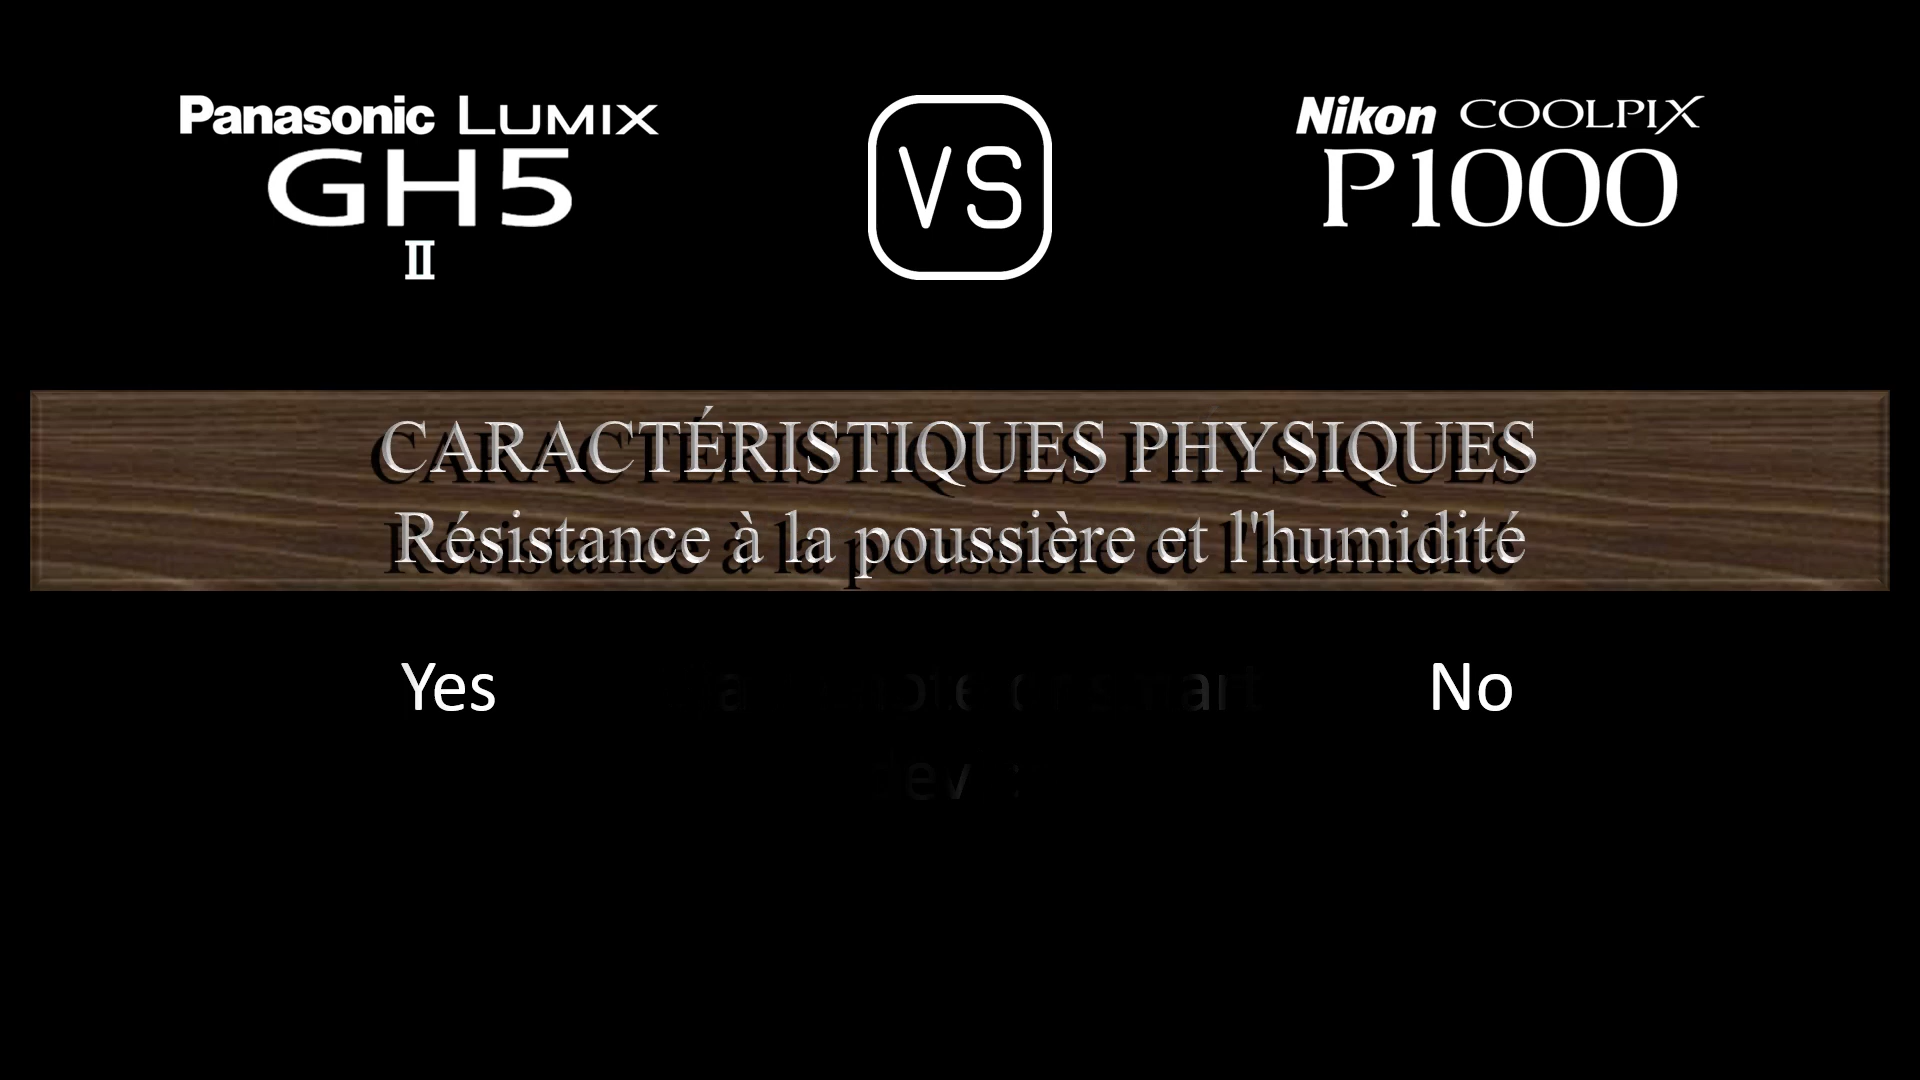 Panasonic LUMIX
GH5
II
VS
Nikon COOLPIX
P1000
CARACTÉRISTIQUES PHYSIQUES
Résistance à la poussière et l'humidité
Yes
No